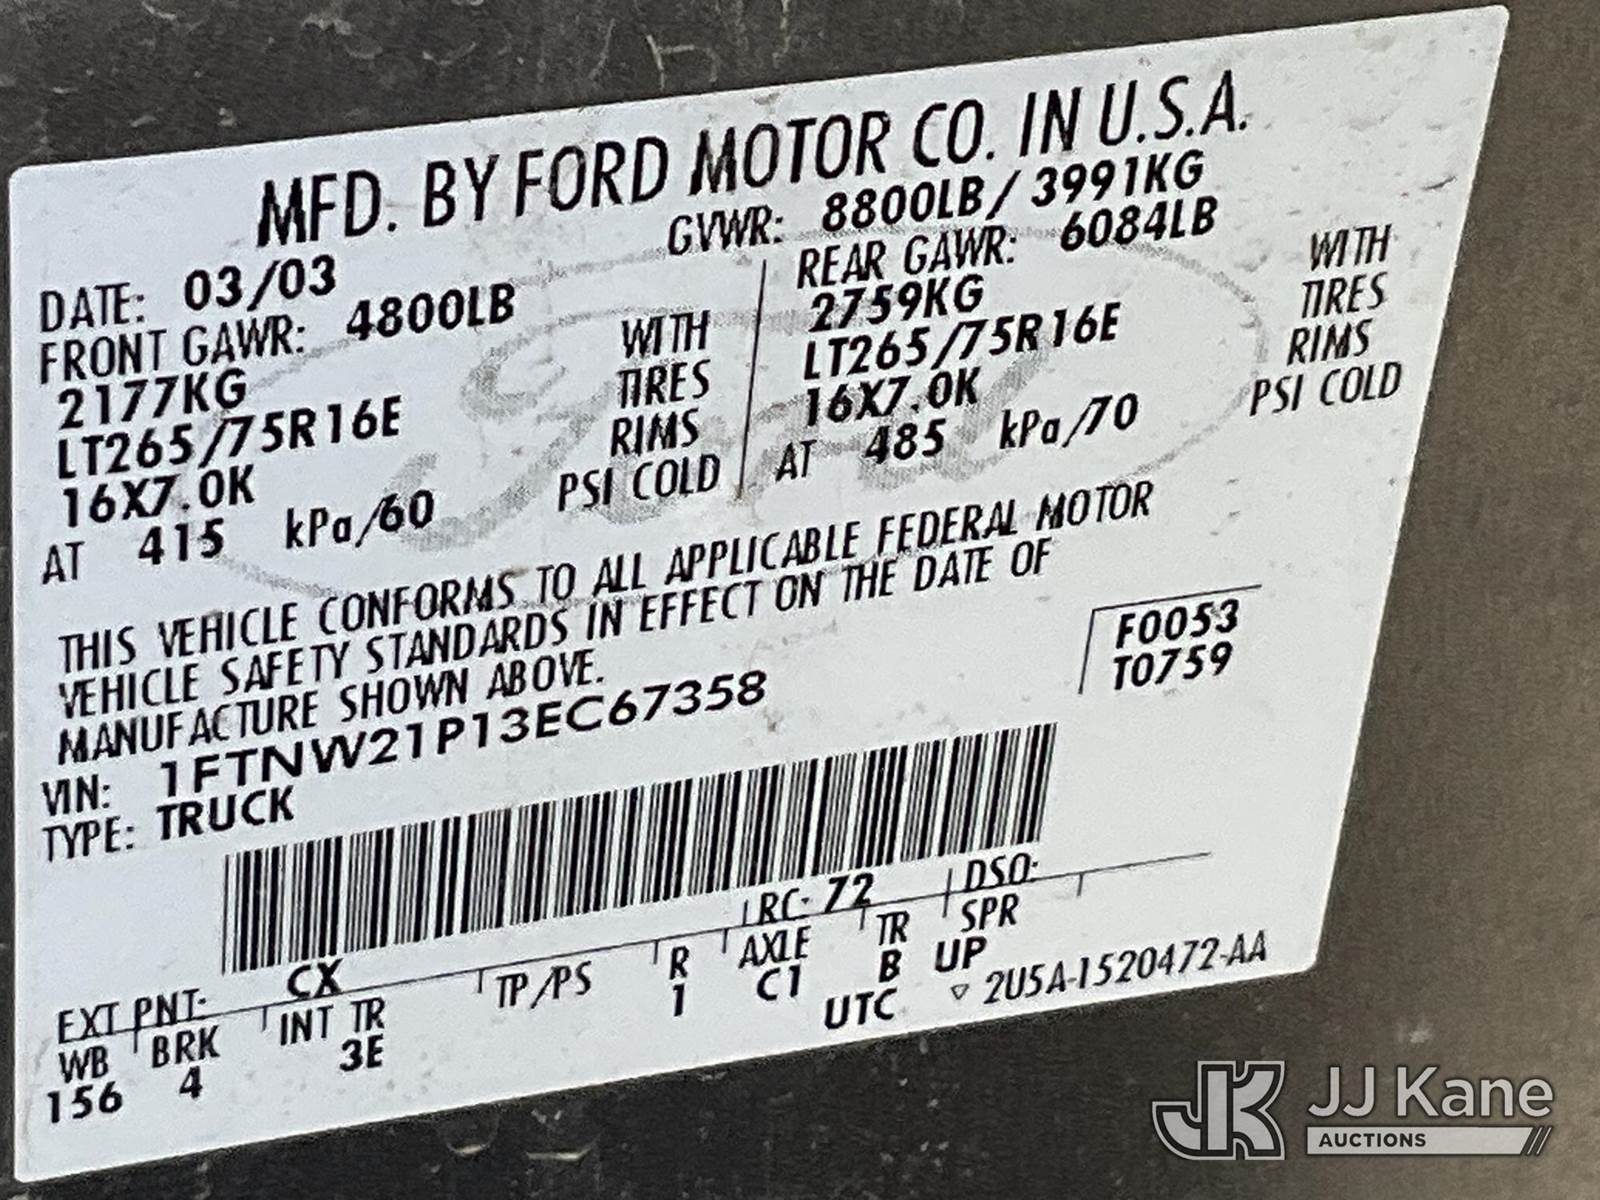 MFD. BY FORD MOTOR CO. IN U.S.A.
DATE: 03/03 GVWR: 8800LB/3991KG
FRONT GAWR: 4800LB REAR GAWR: 6084LB
2177KG WITH 2759KG WITH
LT265/75R16E TIRES LT265/75R16E TIRES
16X7.0K RIMS 16X7.0K RIMS
AT 415 kPa/60 PSI COLD AT 485 kPa/70 PSI COLD
THIS VEHICLE CONFORMS TO ALL APPLICABLE FEDERAL MOTOR
VEHICLE SAFETY STANDARDS IN EFFECT ON THE DATE OF
MANUFACTURE SHOWN ABOVE.
F0053
T0759
VIN: 1FTNW21P13EC67358
TYPE: TRUCK
EXT PNT: CX RC: 72 DSO:
WB BRK INT TR TP/PS R AXLE TR SPR
156 4 3E 1 C1 B UP
UTC ▽ 2U5A-1520472-AA
Ford
JK JJ Kane
AUCTIONS